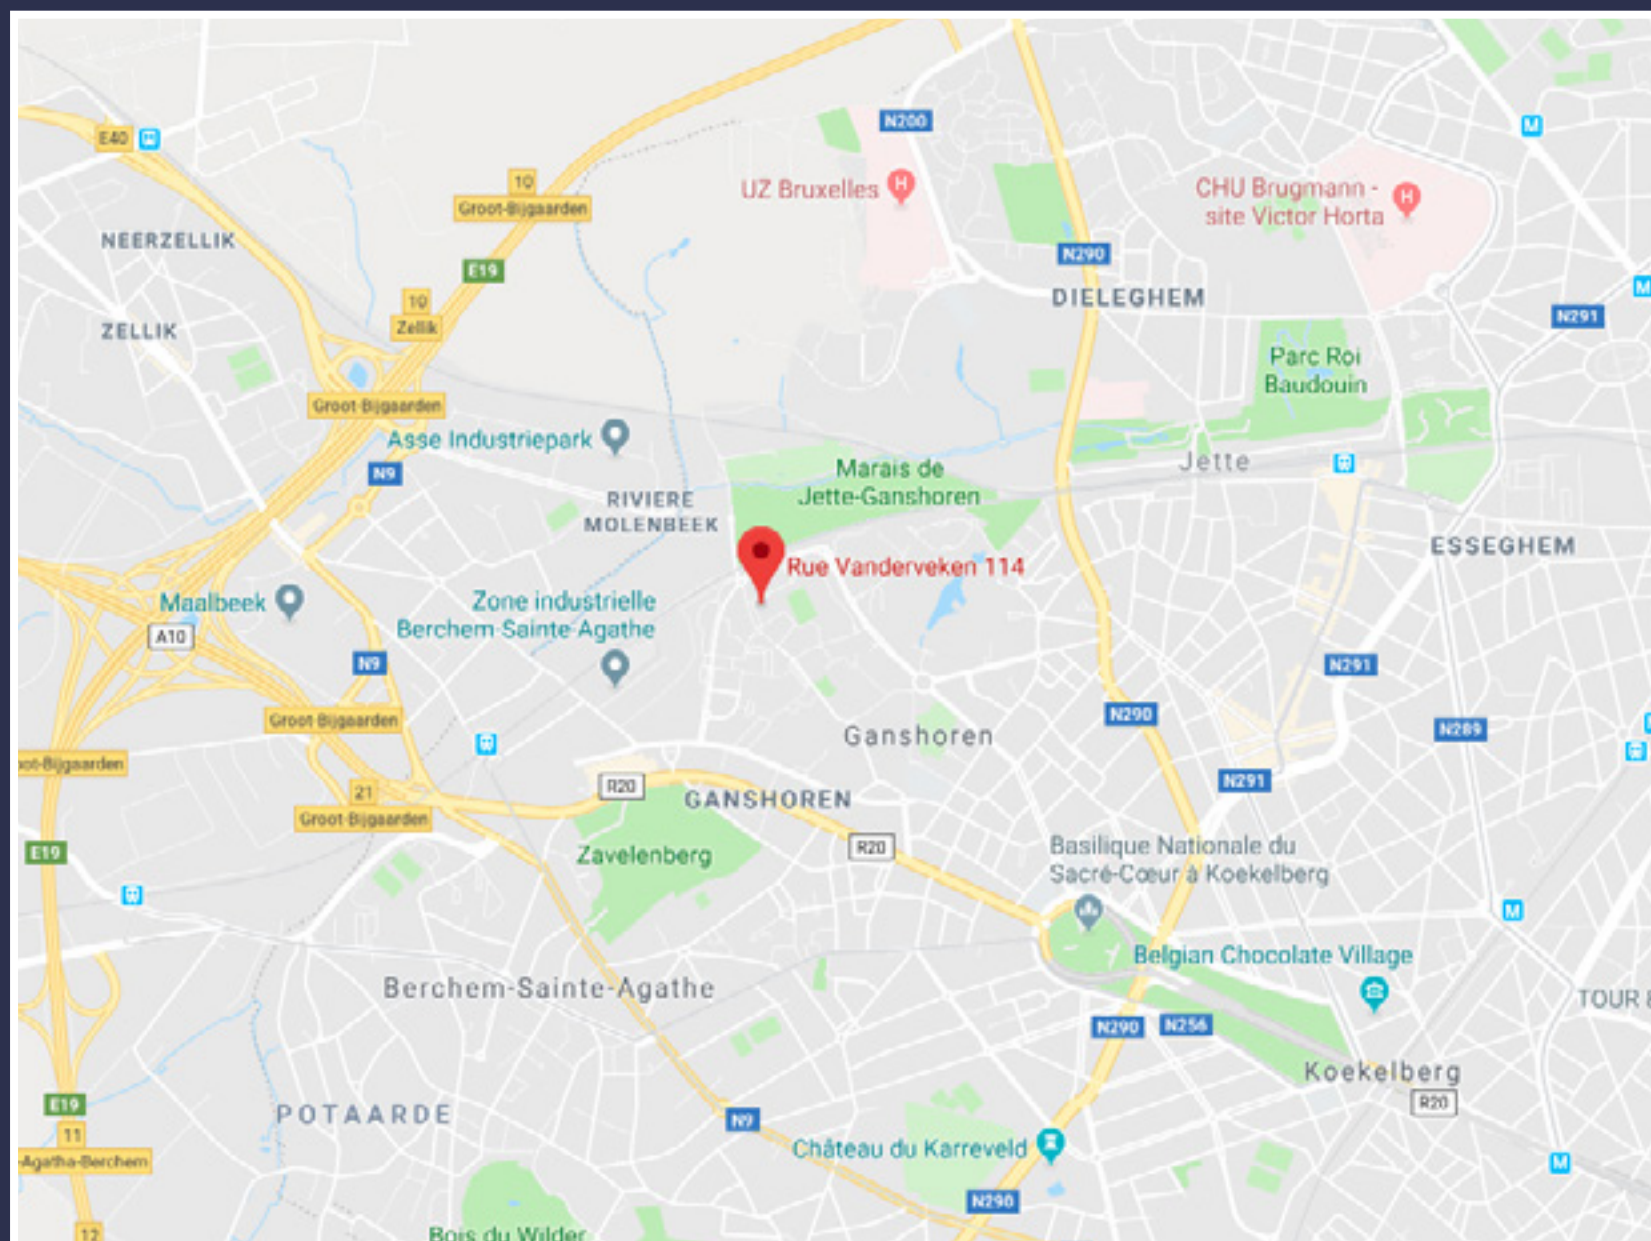 N200
E40
10
Groot-Bijgaarden
UZ Bruxelles
CHU Brugmann -
site Victor Horta
NEERZELLIK
E19
N290
DIELEGHEM
10
Zellik
ZELLIK
N291
Parc Roi
Baudouin
Groot-Bijgaarden
Asse Industriepark
N9
Marais de
Jette-Ganshoren
Jette
RIVIERE
MOLENBEEK
ESSEGHEM
Rue Vanderveken 114
Maalbeek
Zone industrielle
Berchem-Sainte-Agathe
A10
N9
N291
Groot-Bijgaarden
N290
Ganshoren
N289
oot-Bijgaarden
N291
R20
21
Groot-Bijgaarden
GANSHOREN
R20
E19
Zavelenberg
Basilique Nationale du
Sacré-Cœur à Koekelberg
Belgian Chocolate Village
Berchem-Sainte-Agathe
TOUR &
N290
N256
Koekelberg
R20
E19
POTAARDE
11
-Agatha-Berchem
N9
Château du Karreveld
N290
12
Bois du Wilder